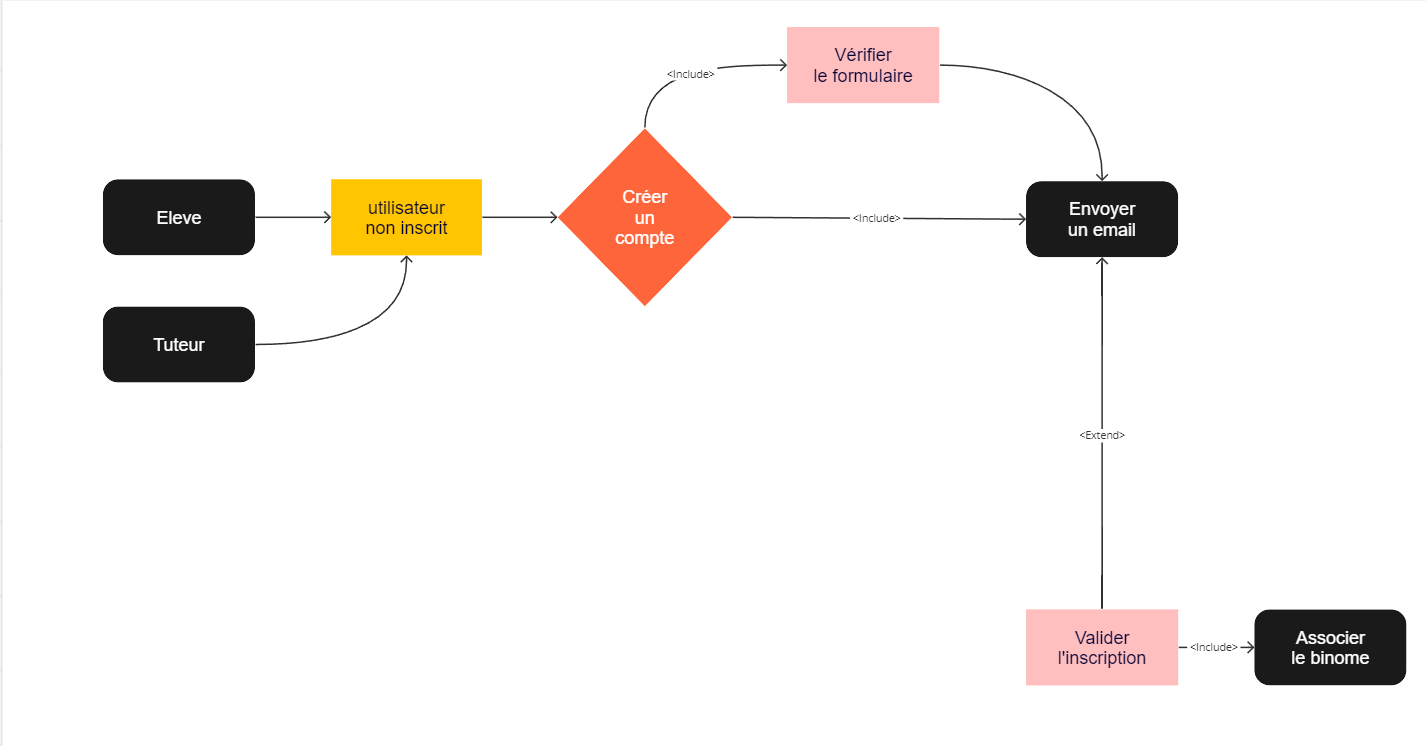 Vérifier
le formulaire
<Include>
Eleve
utilisateur
non inscrit
Créer
un
compte
<Include>
Envoyer
un email
Tuteur
<Extend>
Valider
l'inscription
<Include>
Associer
le binome